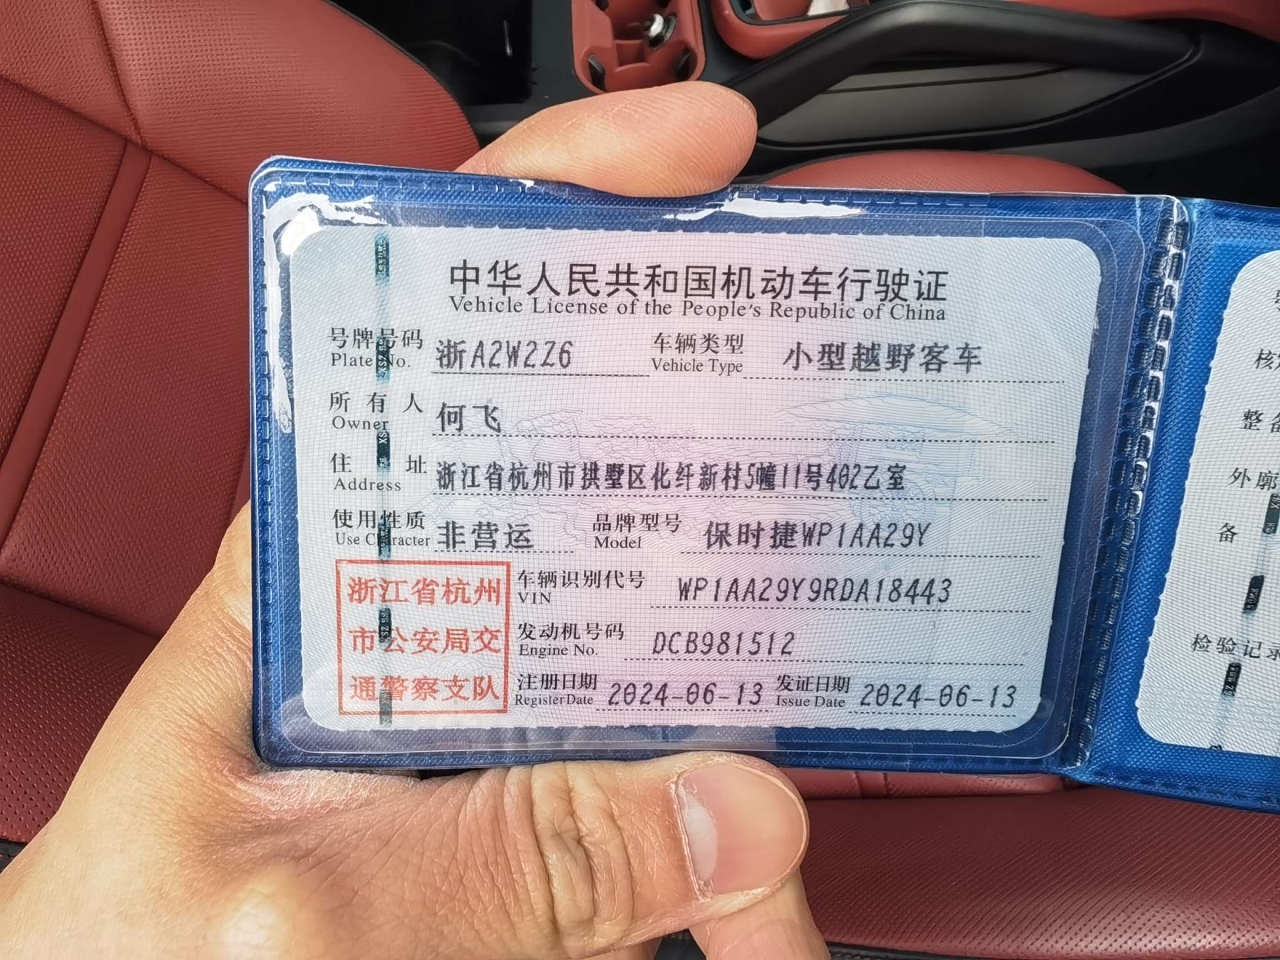 中华人民共和国机动车行驶证
Vehicle License of the People's Republic of China
号牌号码 浙A2W2Z6 车辆类型 小型越野客车
Plate No. Vehicle Type
所有人 何飞
Owner
住址 浙江省杭州市拱墅区化纤新村5幢11号402乙室
Address
使用性质 非营运 品牌型号 保时捷WP1AA29Y
Use Character Model
浙江省杭州
市公安局交
通警察支队
车辆识别代号 WP1AA29Y9RDA18443
VIN
发动机号码 DCB981512
Engine No.
注册日期 2024-06-13 发证日期 2024-06-13
Register Date Issue Date
核
整备
外廓
备
检验记录